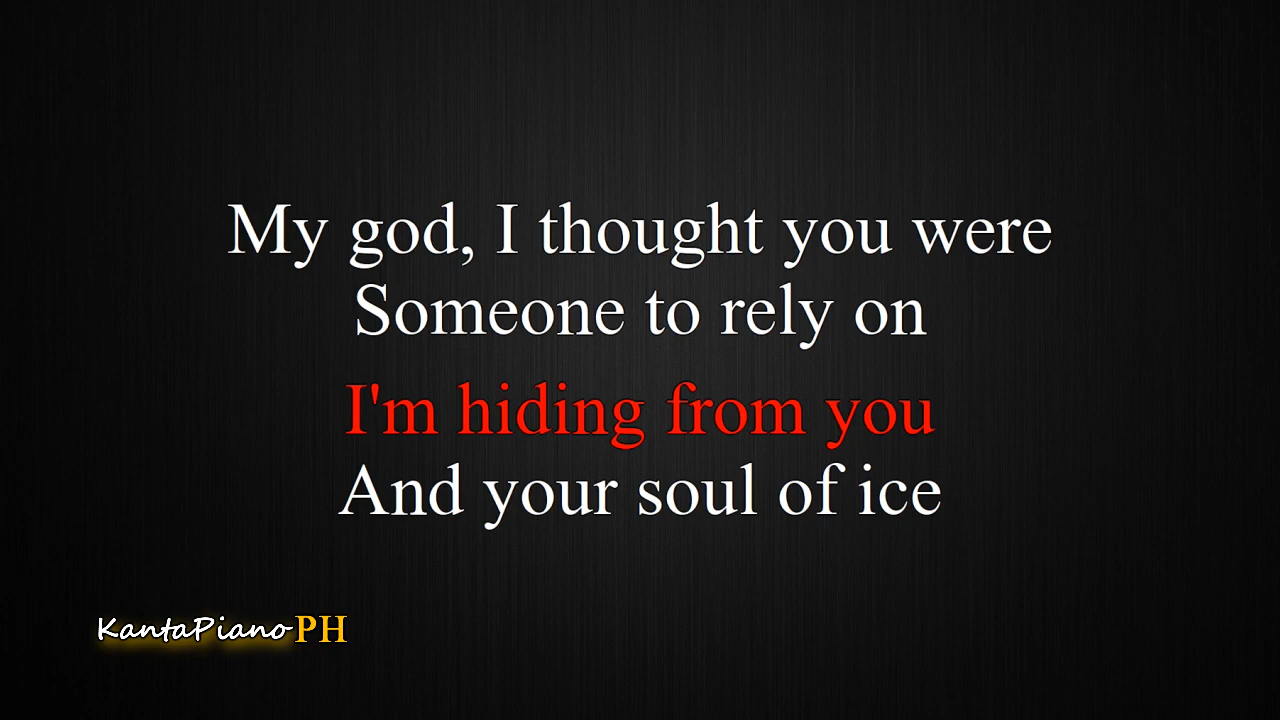 My god, I thought you were
Someone to rely on
I'm hiding from you
And your soul of ice
KantaPianoPH